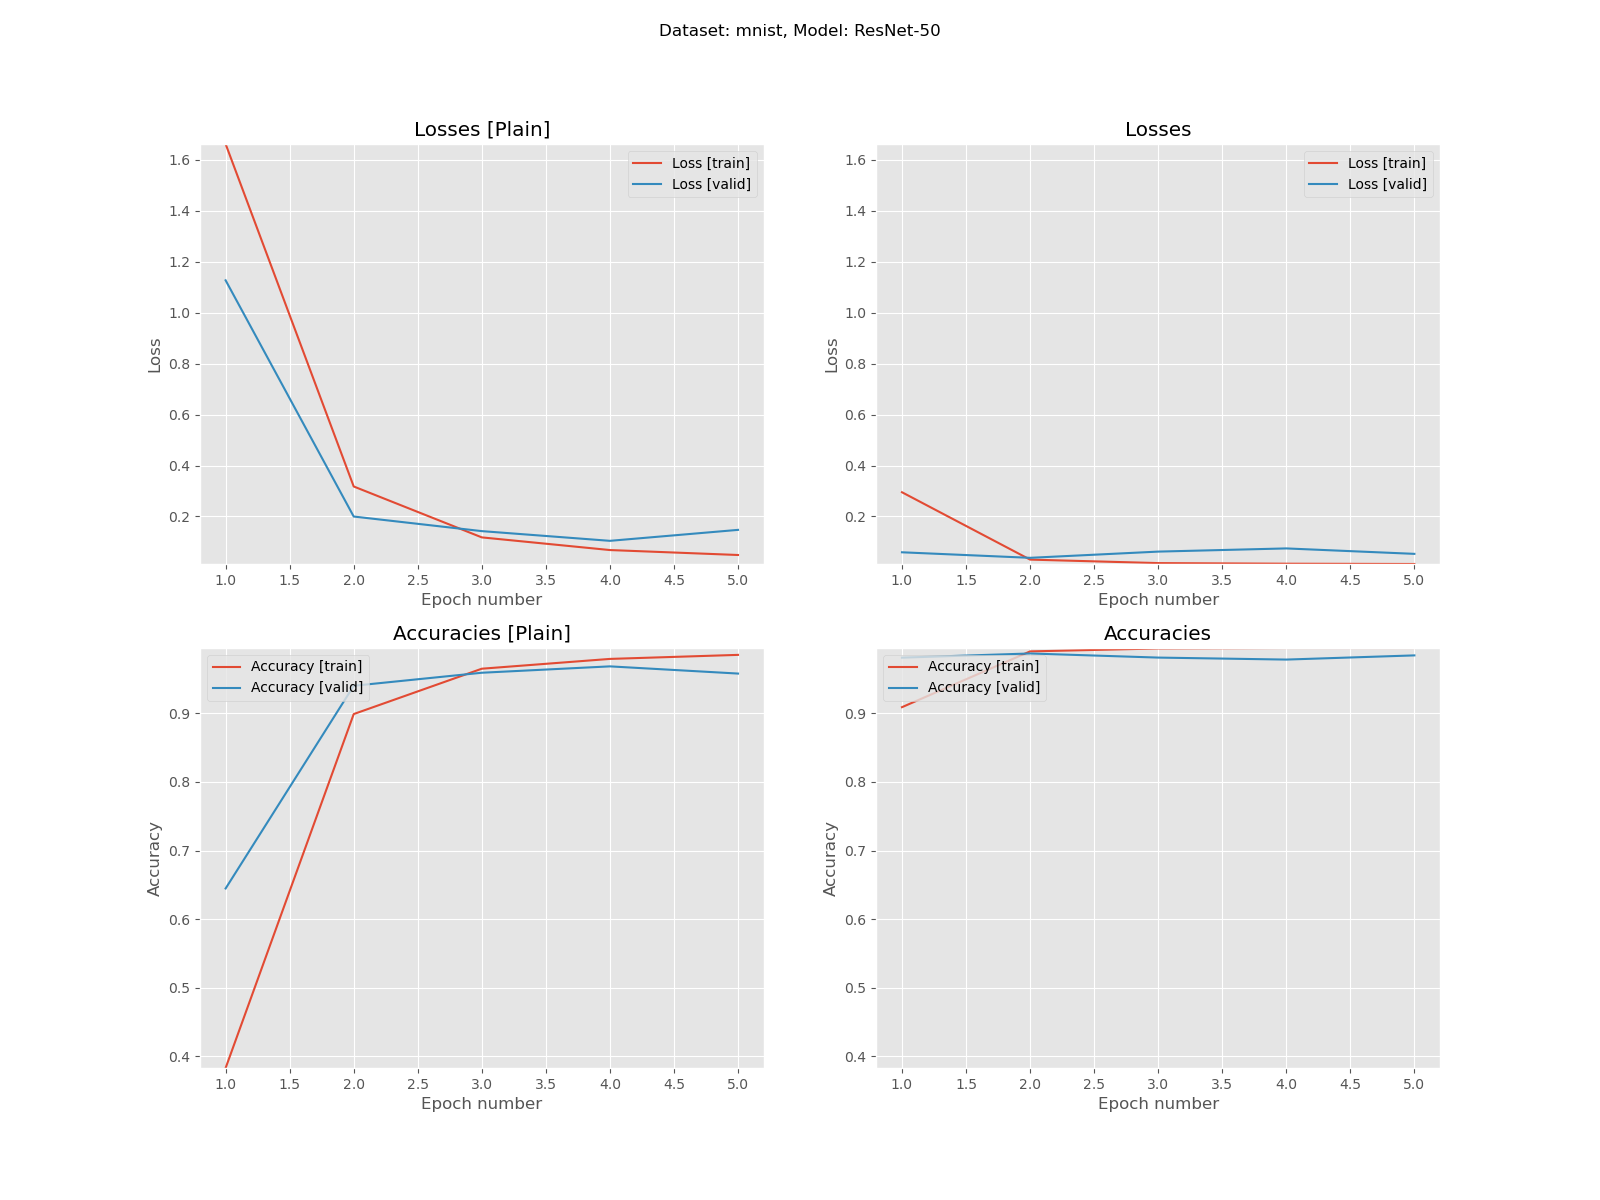 Dataset: mnist, Model: ResNet-50
Losses [Plain]
Loss [train]
Loss [valid]
1.6
1.4
1.2
1.0
0.8
0.6
0.4
0.2
Loss
1.0 1.5 2.0 2.5 3.0 3.5 4.0 4.5 5.0
Epoch number
Losses
Loss [train]
Loss [valid]
1.6
1.4
1.2
1.0
0.8
0.6
0.4
0.2
Loss
1.0 1.5 2.0 2.5 3.0 3.5 4.0 4.5 5.0
Epoch number
Accuracies [Plain]
Accuracy [train]
Accuracy [valid]
0.9
0.8
0.7
0.6
0.5
0.4
Accuracy
1.0 1.5 2.0 2.5 3.0 3.5 4.0 4.5 5.0
Epoch number
Accuracies
Accuracy [train]
Accuracy [valid]
0.9
0.8
0.7
0.6
0.5
0.4
Accuracy
1.0 1.5 2.0 2.5 3.0 3.5 4.0 4.5 5.0
Epoch number